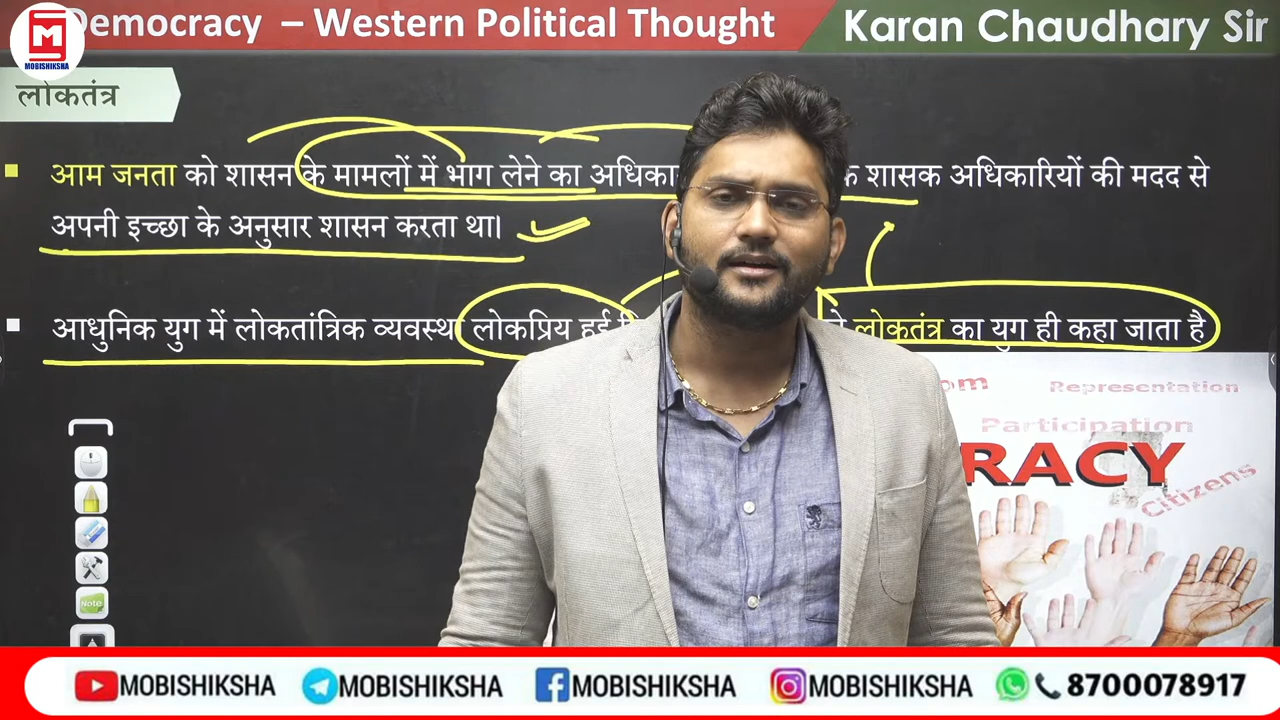 Democracy – Western Political Thought
Karan Chaudhary Sir
MOBISHIKSHA
लोकतंत्र
आम जनता को शासन के मामलों में भाग लेने का शासक अधिकारियों की मदद से
अपनी इच्छा के अनुसार शासन करता था।
आधुनिक युग में लोकतांत्रिक व्यवस्था लोकप्रिय हुई लोकतंत्र का युग ही कहा जाता है
Representation
Participation
RACY
Citizens
Note
MOBISHIKSHA
MOBISHIKSHA
MOBISHIKSHA
MOBISHIKSHA
8700078917